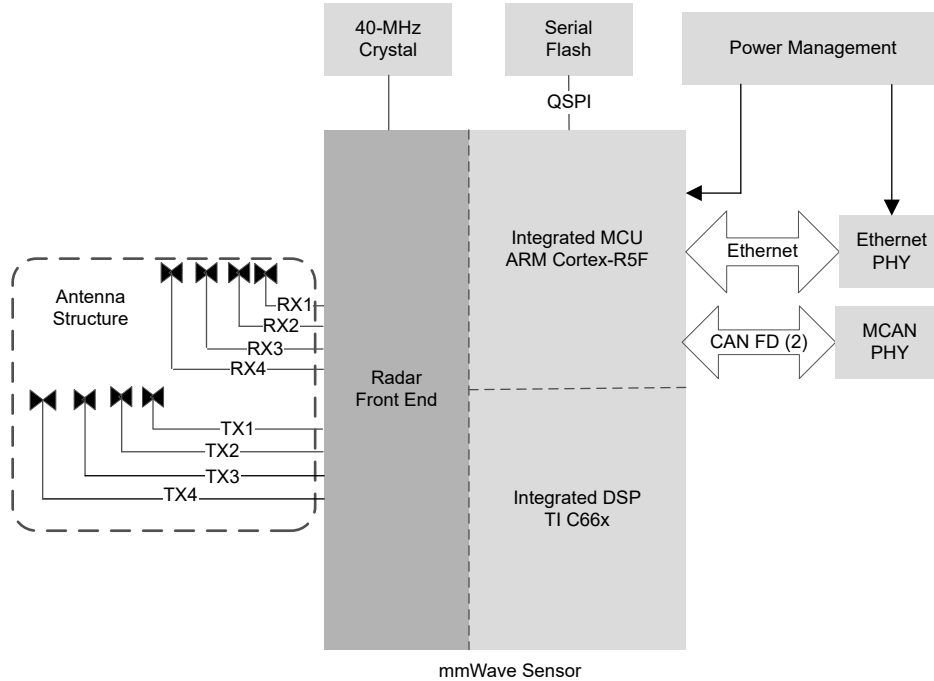 40-MHz
Crystal
Serial
Flash
Power Management
QSPI
Integrated MCU
ARM Cortex-R5F
Ethernet
Ethernet
PHY
CAN FD (2)
MCAN
PHY
Antenna
Structure
RX1
RX2
RX3
RX4
Radar
Front End
TX1
TX2
TX3
TX4
Integrated DSP
TI C66x
mmWave Sensor